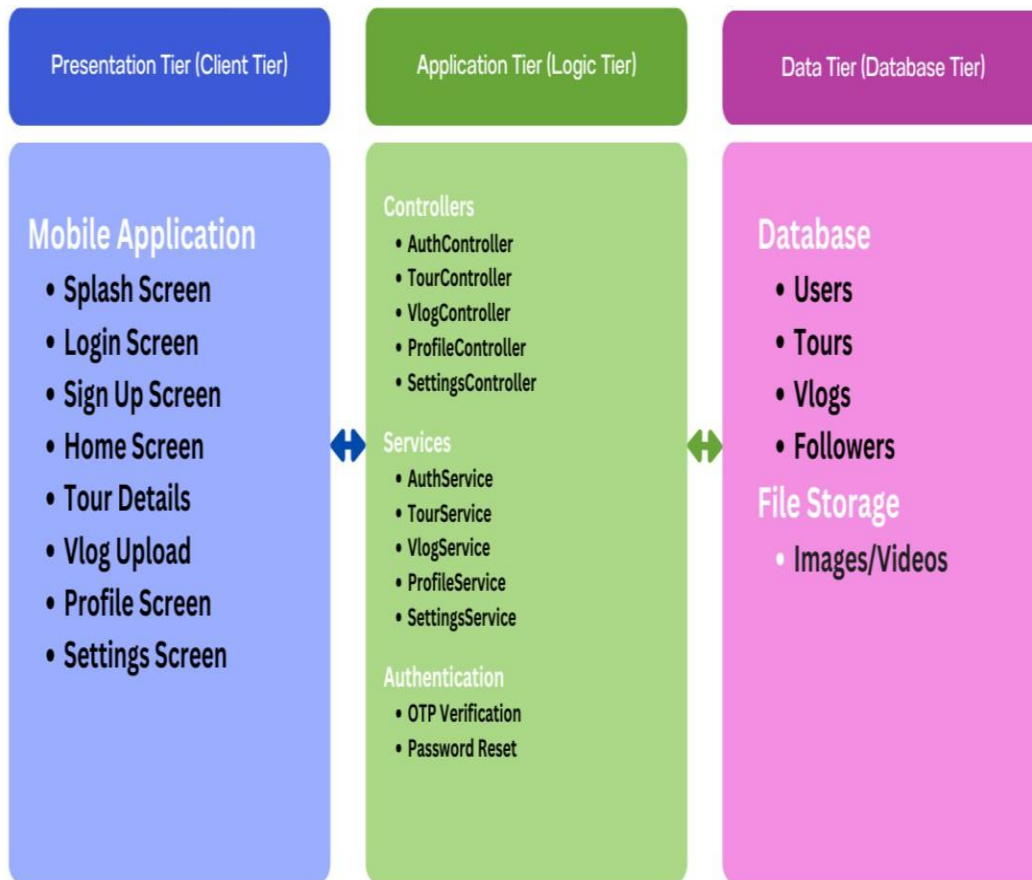 Presentation Tier (Client Tier)
Mobile Application
• Splash Screen
• Login Screen
• Sign Up Screen
• Home Screen
• Tour Details
• Vlog Upload
• Profile Screen
• Settings Screen
Application Tier (Logic Tier)
Controllers
• AuthController
• TourController
• VlogController
• ProfileController
• SettingsController
Services
• AuthService
• TourService
• VlogService
• ProfileService
• SettingsService
Authentication
• OTP Verification
• Password Reset
Data Tier (Database Tier)
Database
• Users
• Tours
• Vlogs
• Followers
File Storage
• Images/Videos